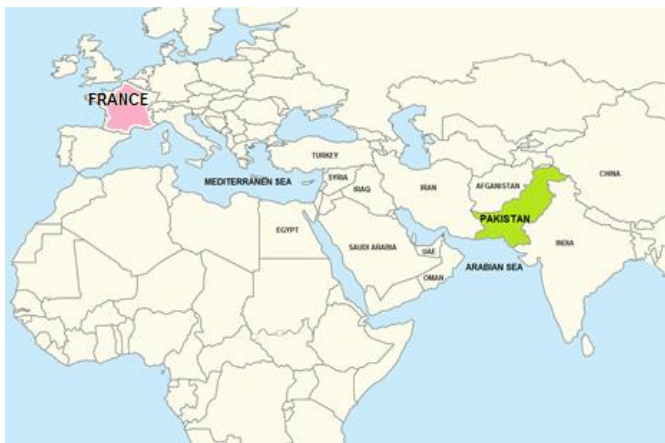 FRANCE
TURKEY
MEDITERRANEN SEA
SYRIA
IRAQ
IRAN
AFGANISTAN
CHINA
PAKISTAN
EGYPT
SAUDI ARABIA
UAE
INDIA
ARABIAN SEA
OMAN